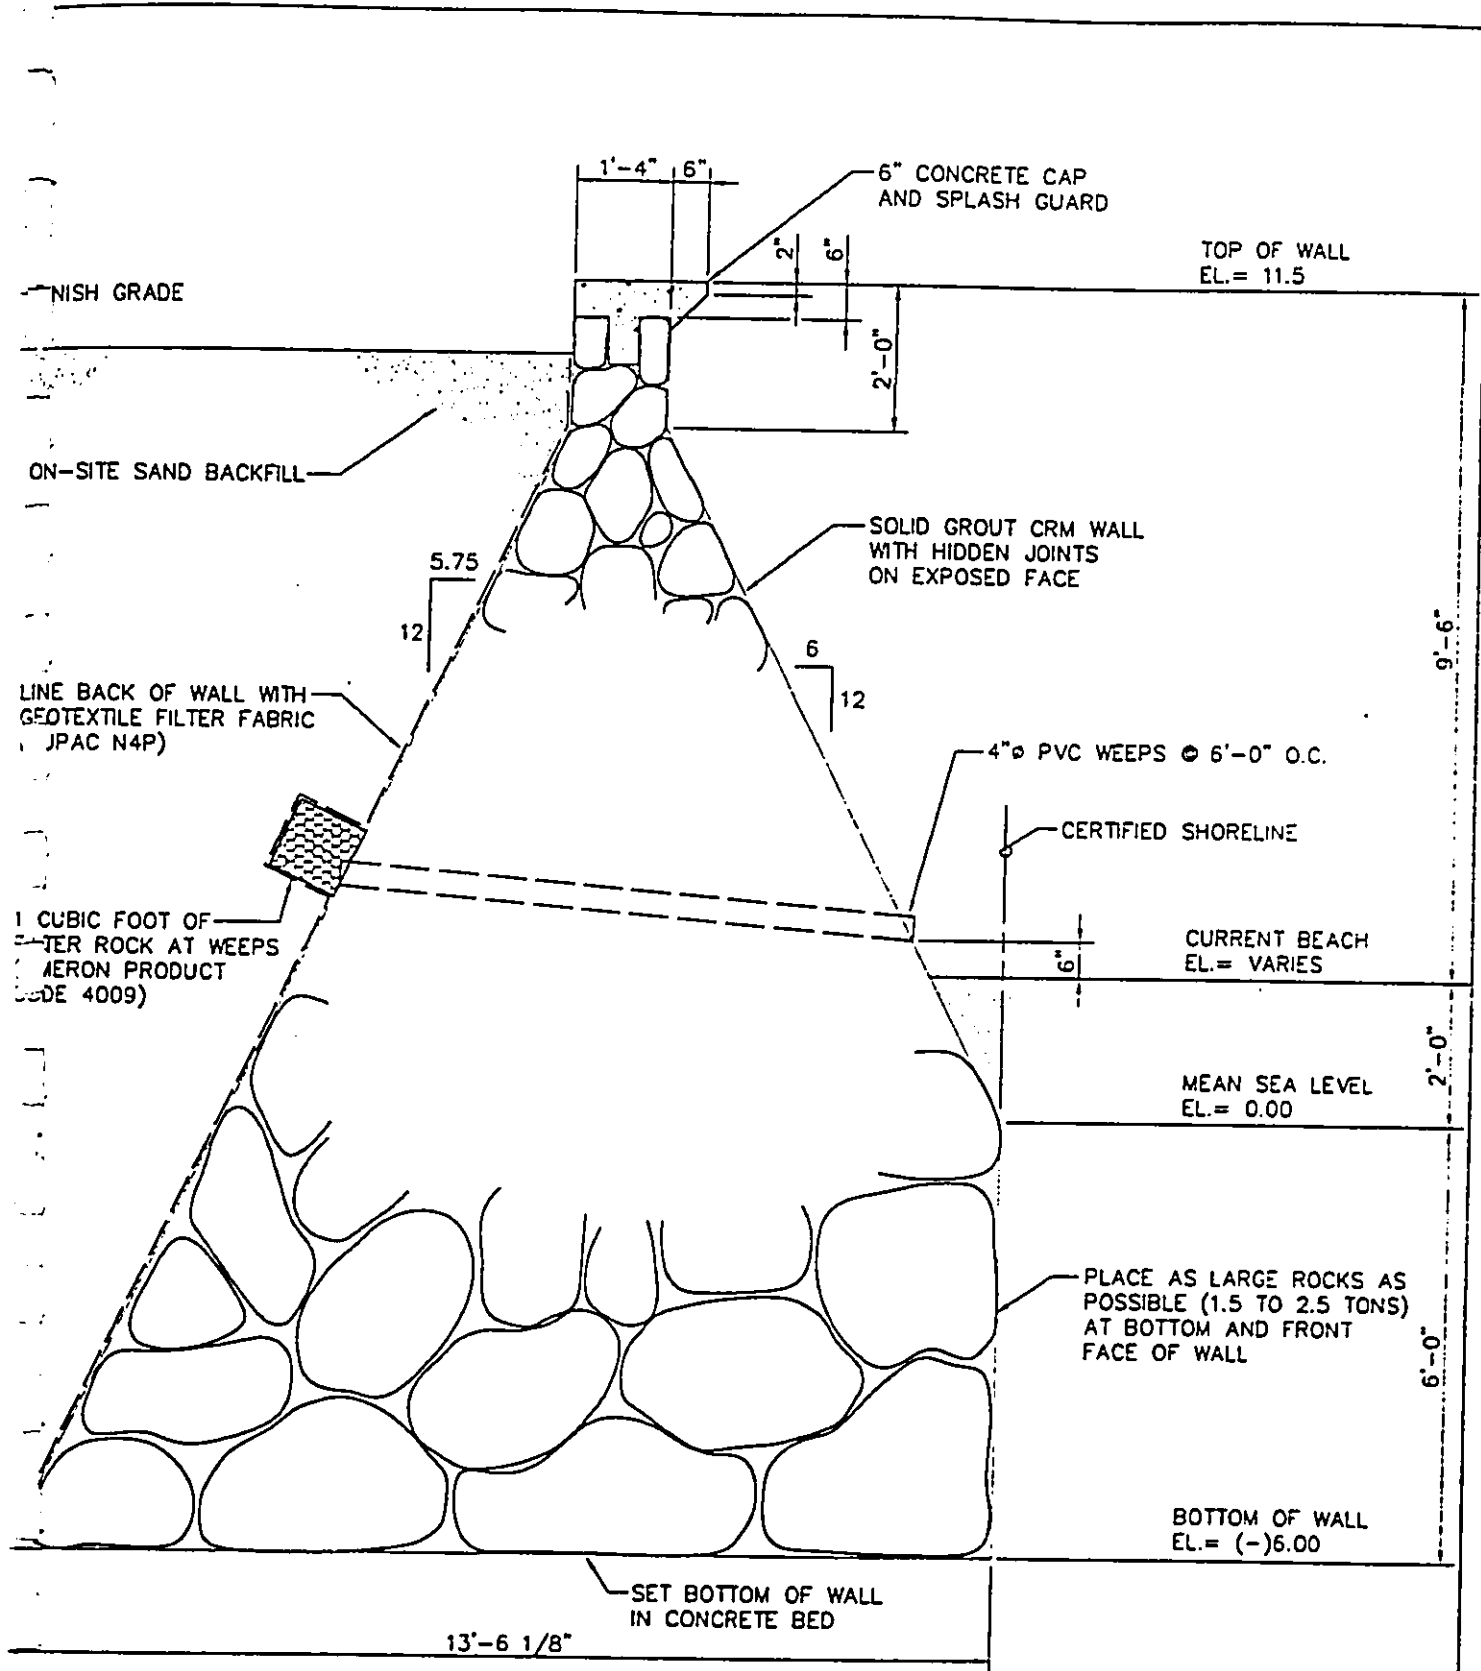 1'-4" 6"
6" CONCRETE CAP
AND SPLASH GUARD
2" 6"
TOP OF WALL
EL.= 11.5
NISH GRADE
2'-0"
ON-SITE SAND BACKFILL
SOLID GROUT CRM WALL
WITH HIDDEN JOINTS
ON EXPOSED FACE
5.75
12
6
12
9'-6"
LINE BACK OF WALL WITH
GEOTEXTILE FILTER FABRIC
JPAC N4P)
4"ø PVC WEEPS @ 6'-0" O.C.
CERTIFIED SHORELINE
1 CUBIC FOOT OF
TER ROCK AT WEEPS
MERON PRODUCT
DE 4009)
6"
CURRENT BEACH
EL.= VARIES
2'-0"
MEAN SEA LEVEL
EL.= 0.00
PLACE AS LARGE ROCKS AS
POSSIBLE (1.5 TO 2.5 TONS)
AT BOTTOM AND FRONT
FACE OF WALL
6'-0"
BOTTOM OF WALL
EL.= (-)6.00
SET BOTTOM OF WALL
IN CONCRETE BED
13'-6 1/8"